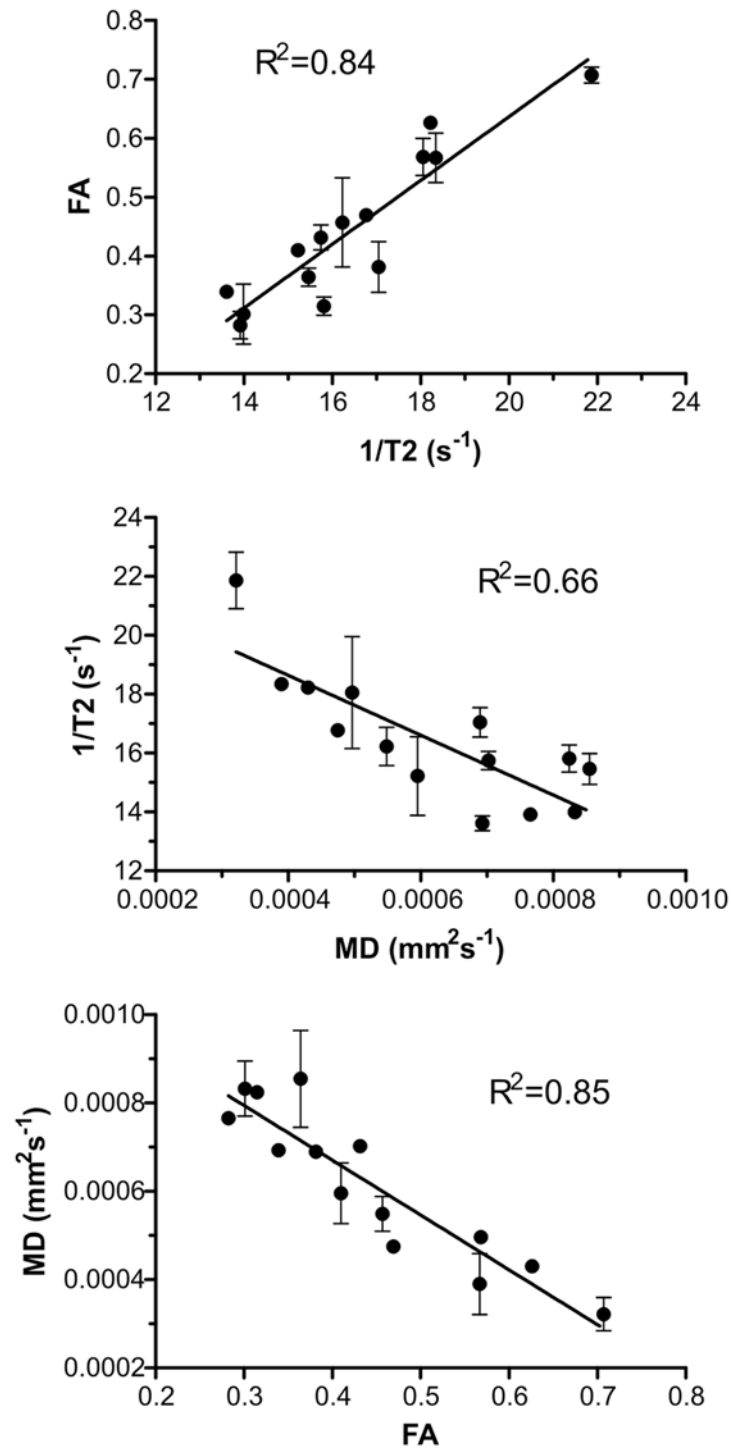 R²=0.84
FA
0.8
0.7
0.6
0.5
0.4
0.3
0.2
12 14 16 18 20 22 24
1/T2 (s⁻¹)
R²=0.66
1/T2 (s⁻¹)
24
22
20
18
16
14
12
0.0002 0.0004 0.0006 0.0008 0.0010
MD (mm²s⁻¹)
R²=0.85
MD (mm²s⁻¹)
0.0010
0.0008
0.0006
0.0004
0.0002
0.2 0.3 0.4 0.5 0.6 0.7 0.8
FA